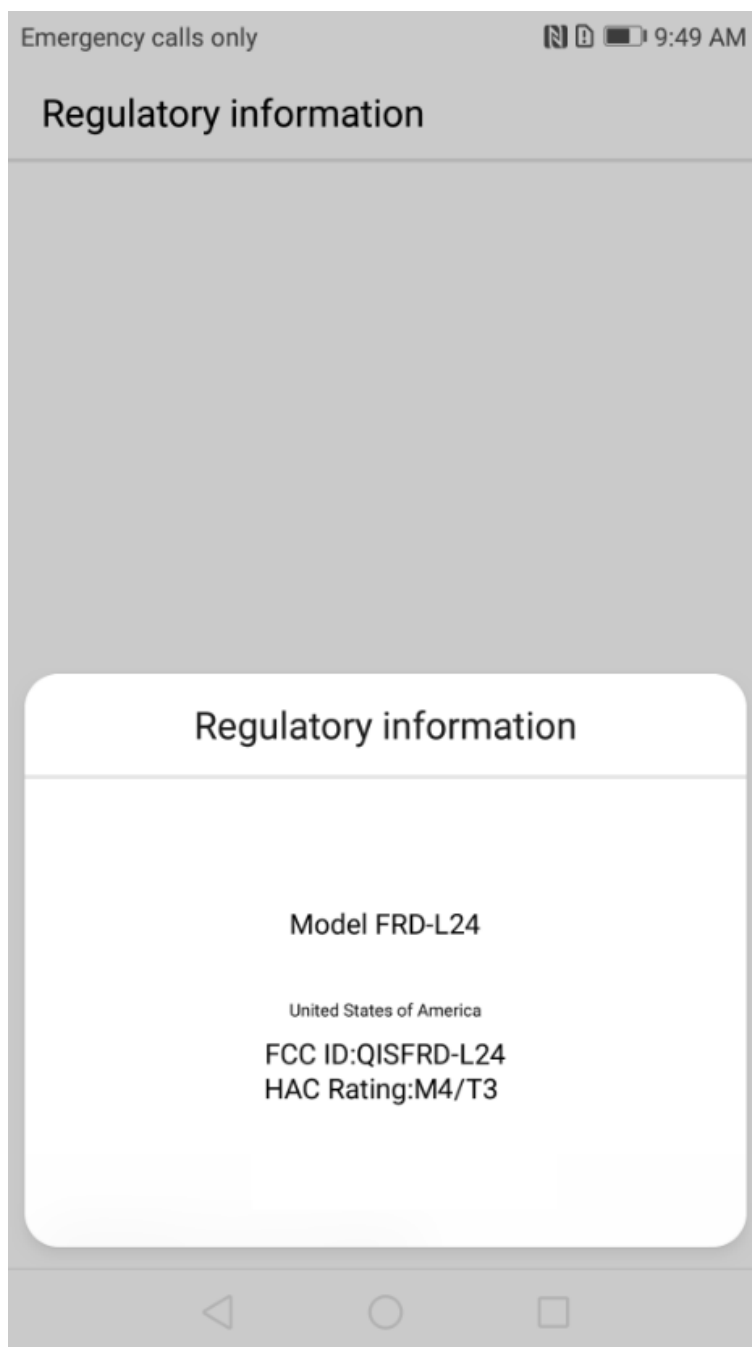 Emergency calls only 9:49 AM
Regulatory information
Regulatory information
Model FRD-L24
United States of America
FCC ID:QISFRD-L24
HAC Rating:M4/T3